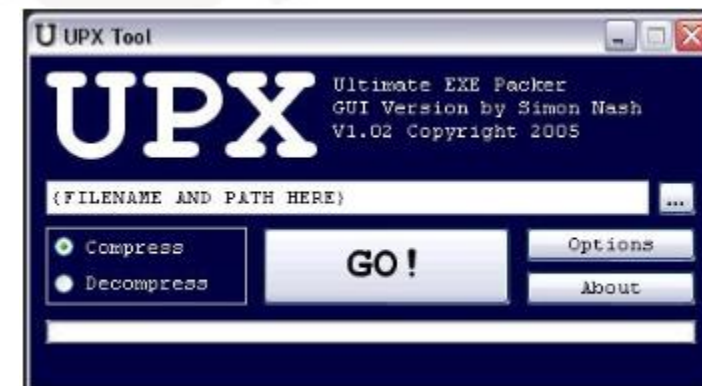 U UPX Tool
UPX
Ultimate EXE Packer
GUI Version by Simon Nash
V1.02 Copyright 2005
{FILENAME AND PATH HERE}
...
Compress
Decompress
GO!
Options
About